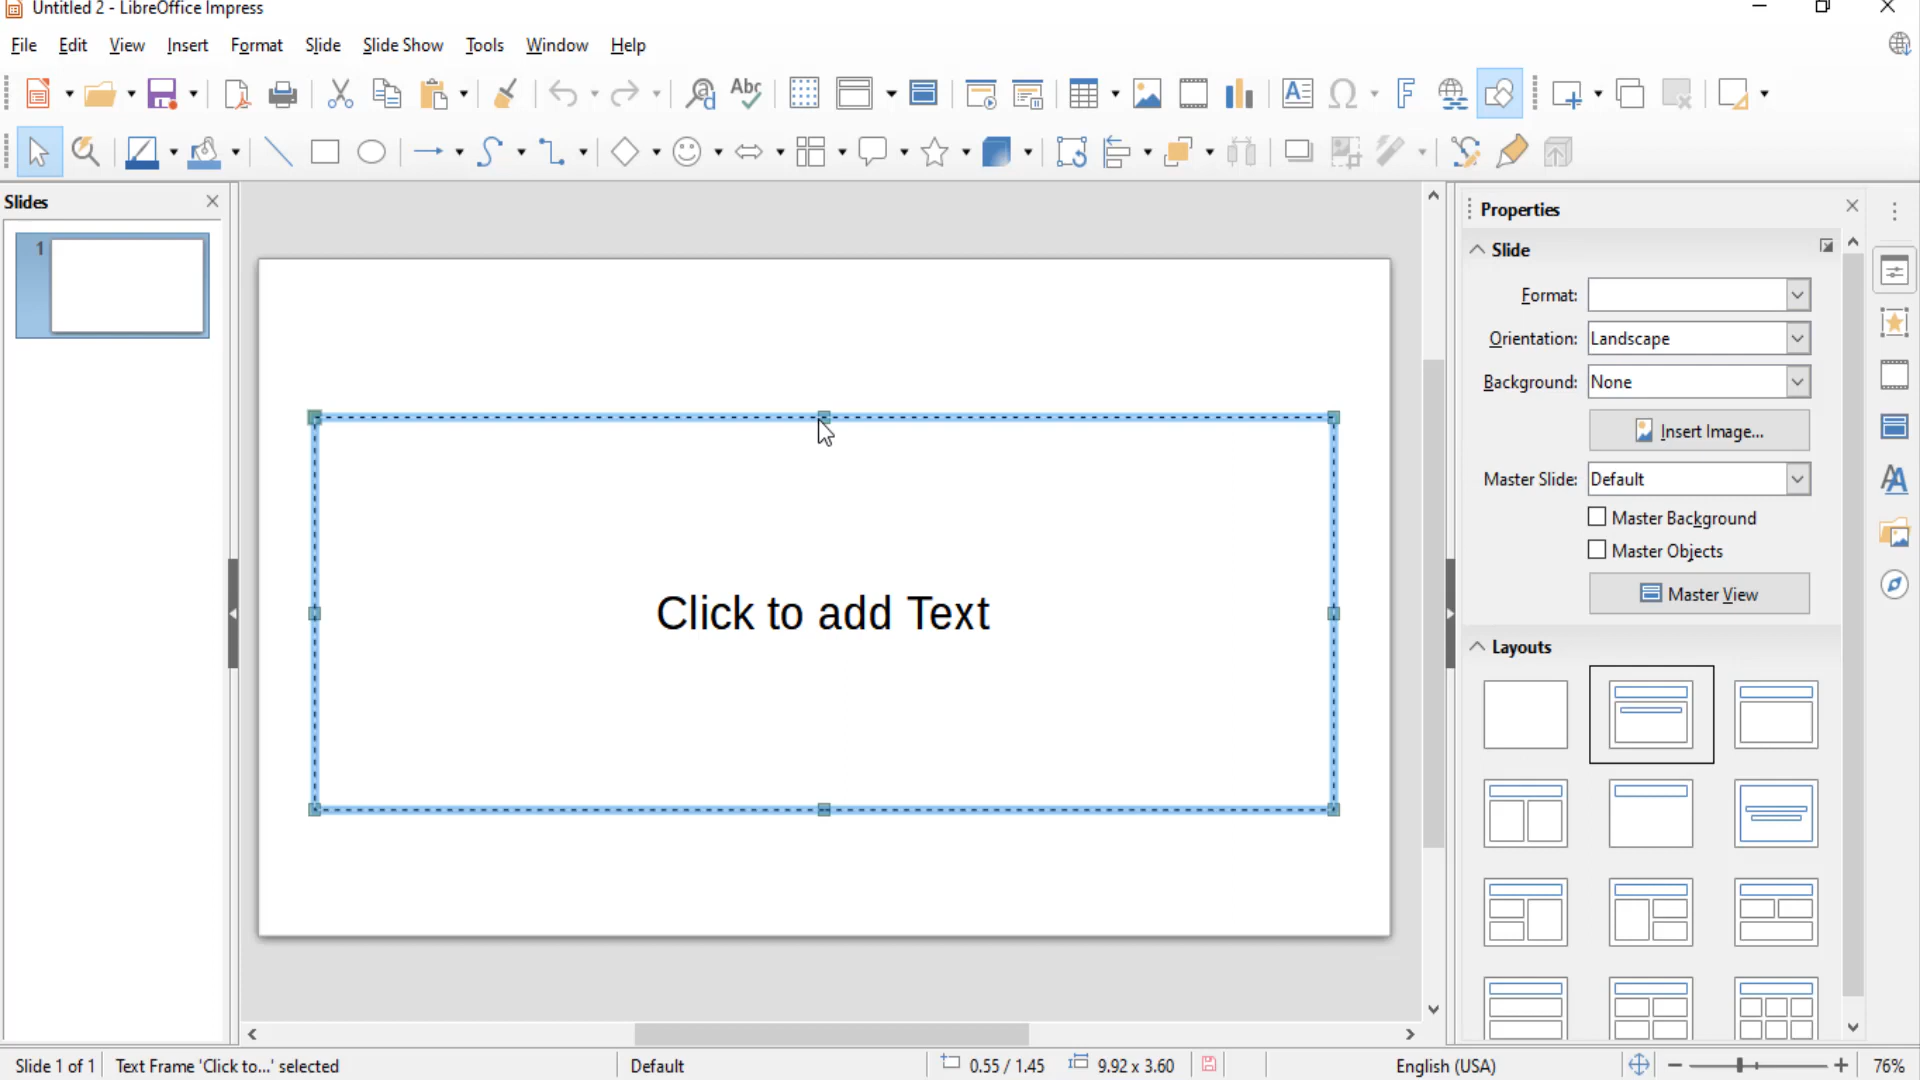 Untitled 2 - LibreOffice Impress
File Edit View Insert Format Slide Slide Show Tools Window Help
Abc
Slides
1
Click to add Text
Properties
Slide
Format:
Orientation: Landscape
Background: None
Insert Image...
Master Slide: Default
Master Background
Master Objects
Master View
Layouts
Slide 1 of 1 Text Frame 'Click to...' selected Default 0.55 / 1.45 9.92 x 3.60 English (USA) 76%